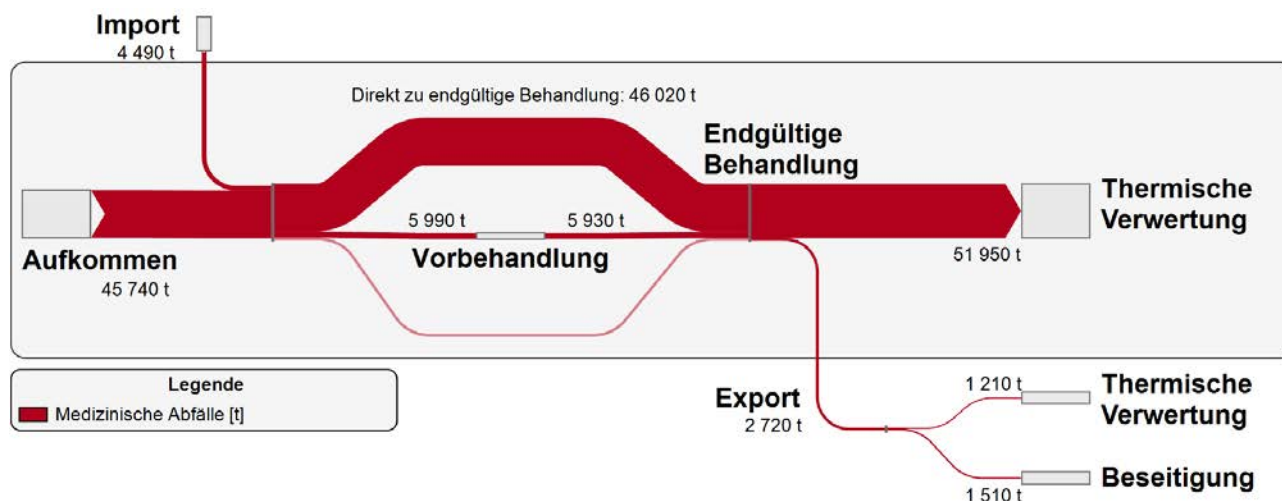 Import
4 490 t
Direkt zu endgültige Behandlung: 46 020 t
Endgültige
Behandlung
Thermische
Verwertung
5 990 t
5 930 t
Vorbehandlung
Aufkommen
45 740 t
51 950 t
Legende
Medizinische Abfälle [t]
Export
2 720 t
1 210 t
Thermische
Verwertung
Beseitigung
1 510 t